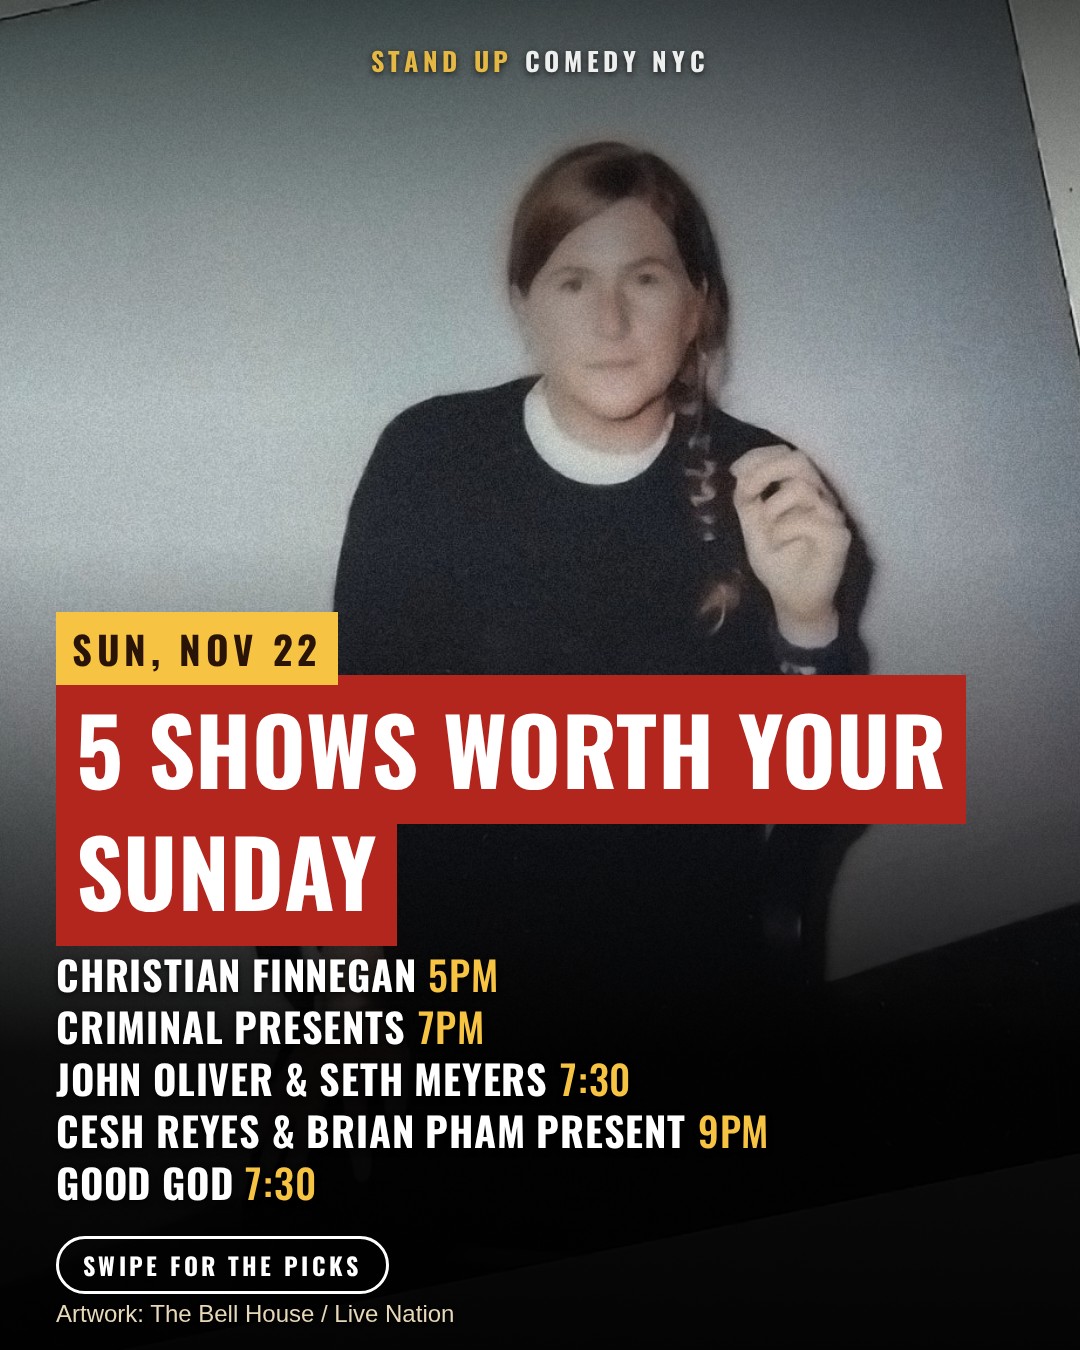 STAND UP COMEDY NYC
SUN, NOV 22
5 SHOWS WORTH YOUR
SUNDAY
CHRISTIAN FINNEGAN 5PM
CRIMINAL PRESENTS 7PM
JOHN OLIVER & SETH MEYERS 7:30
CESH REYES & BRIAN PHAM PRESENT 9PM
GOOD GOD 7:30
SWIPE FOR THE PICKS
Artwork: The Bell House / Live Nation